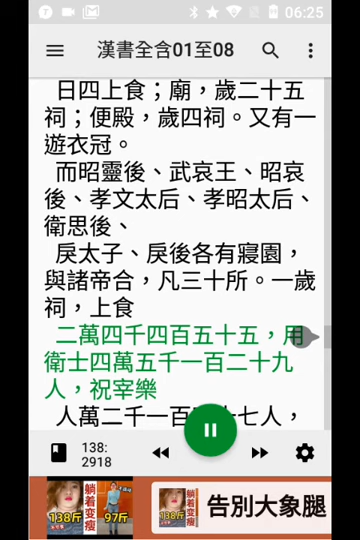 06:25
漢書全含01至08
日四上食；廟，歲二十五
祠；便殿，歲四祠。又有一
遊衣冠。
而昭靈後、武哀王、昭哀
後、孝文太后、孝昭太后、
衛思後、
戾太子、戾後各有寢園，
與諸帝合，凡三十所。一歲
祠，上食
二萬四千四百五十五，用
衛士四萬五千一百二十九
人，祝宰樂
人萬二千一百 十七人，
138:
2918
躺着变瘦
138斤
97斤
告別大象腿